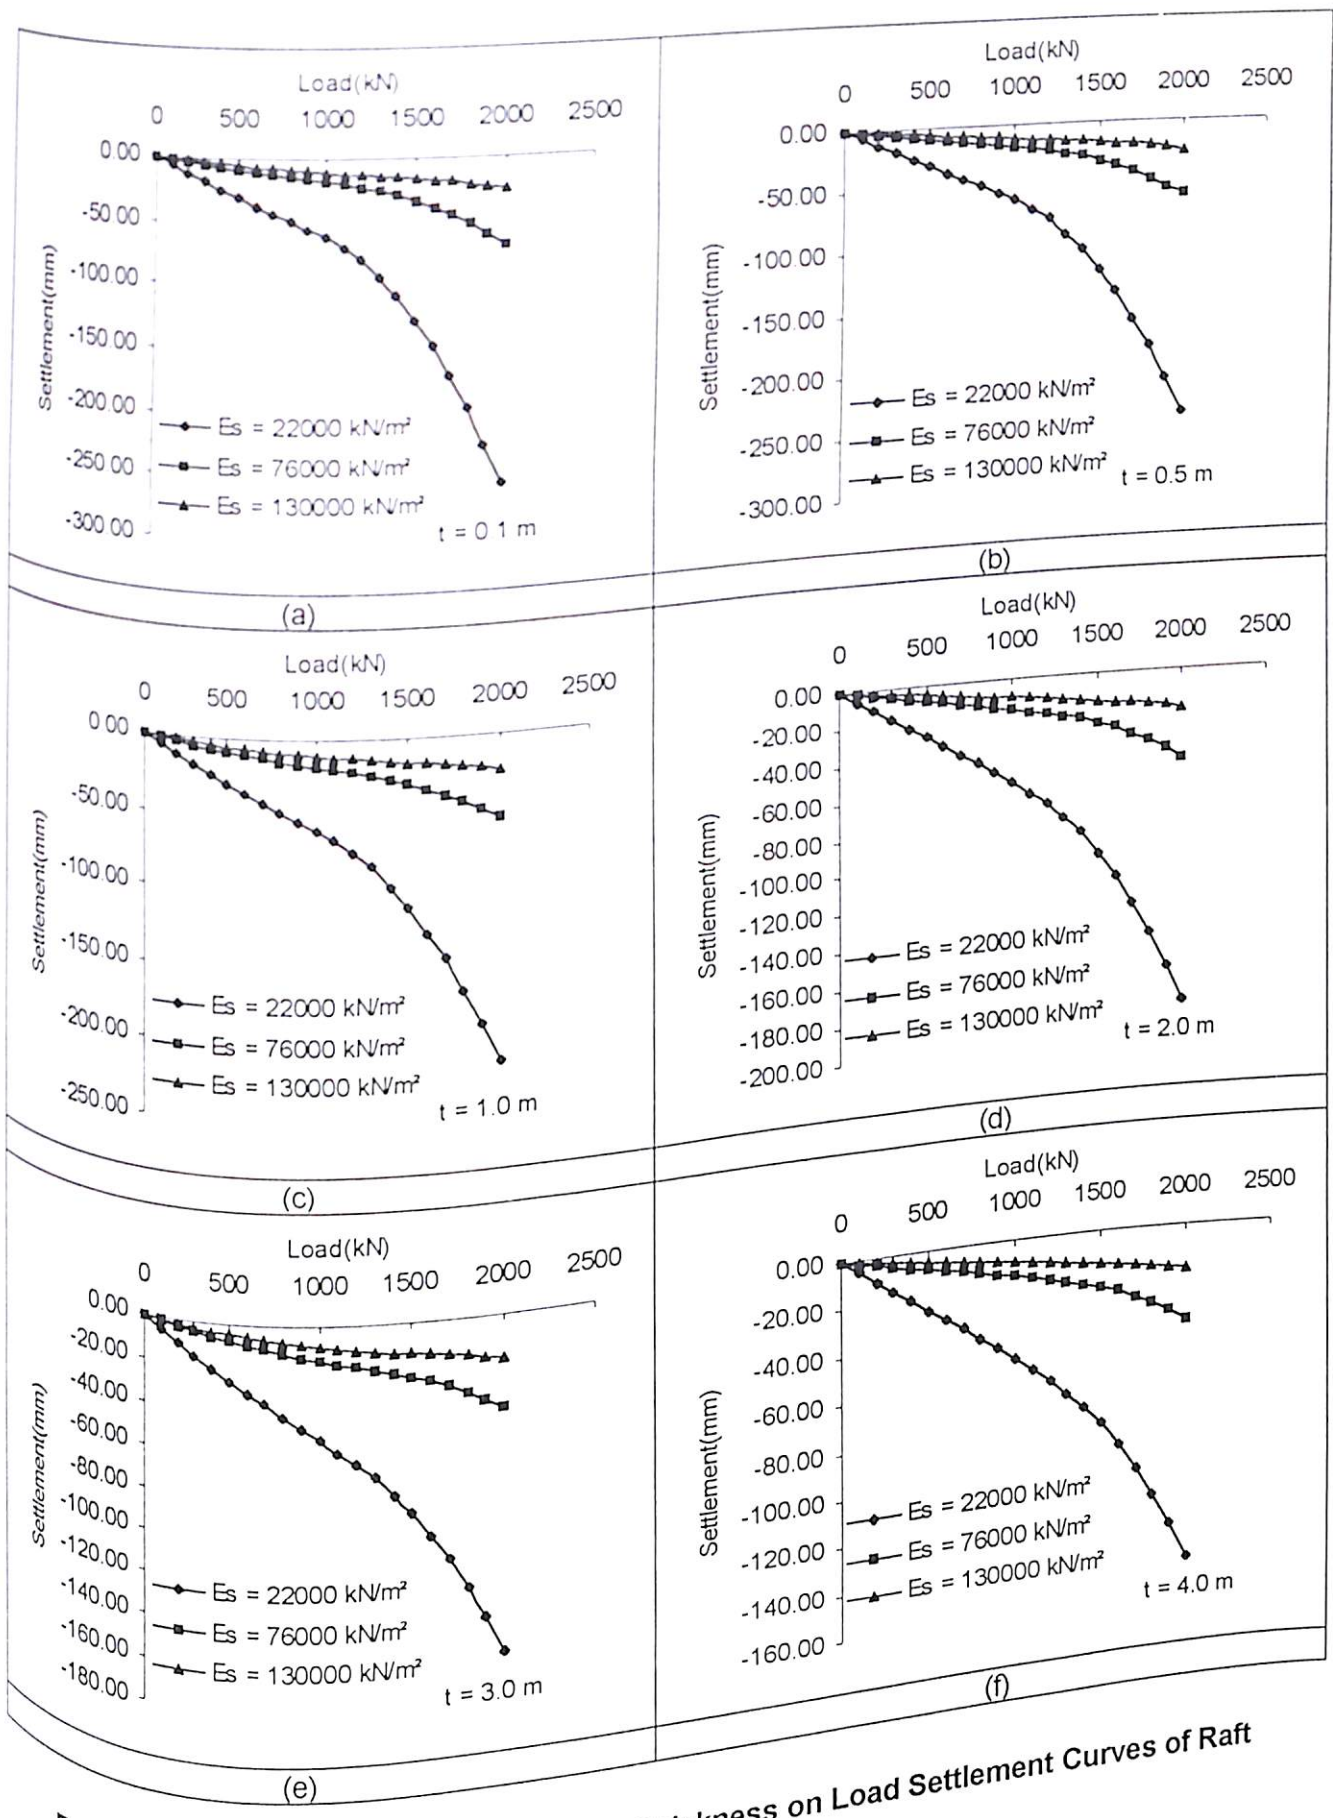 Load(kN)
0 500 1000 1500 2000 2500
0.00
-50.00
-100.00
-150.00
-200.00
-250.00
-300.00
Settlement(mm)
Es = 22000 kN/m²
Es = 76000 kN/m²
Es = 130000 kN/m²
t = 0 1 m
(a)
Load(kN)
0 500 1000 1500 2000 2500
0.00
-50.00
-100.00
-150.00
-200.00
-250.00
-300.00
Settlement(mm)
Es = 22000 kN/m²
Es = 76000 kN/m²
Es = 130000 kN/m²
t = 0.5 m
(b)
Load(kN)
0 500 1000 1500 2000 2500
0.00
-50.00
-100.00
-150.00
-200.00
-250.00
Settlement(mm)
Es = 22000 kN/m²
Es = 76000 kN/m²
Es = 130000 kN/m²
t = 1.0 m
(c)
Load(kN)
0 500 1000 1500 2000 2500
0.00
-20.00
-40.00
-60.00
-80.00
-100.00
-120.00
-140.00
-160.00
-180.00
-200.00
Settlement(mm)
Es = 22000 kN/m²
Es = 76000 kN/m²
Es = 130000 kN/m²
t = 2.0 m
(d)
Load(kN)
0 500 1000 1500 2000 2500
0.00
-20.00
-40.00
-60.00
-80.00
-100.00
-120.00
-140.00
-160.00
-180.00
Settlement(mm)
Es = 22000 kN/m²
Es = 76000 kN/m²
Es = 130000 kN/m²
t = 3.0 m
(e)
Load(kN)
0 500 1000 1500 2000 2500
0.00
-20.00
-40.00
-60.00
-80.00
-100.00
-120.00
-140.00
-160.00
Settlement(mm)
Es = 22000 kN/m²
Es = 76000 kN/m²
Es = 130000 kN/m²
t = 4.0 m
(f)
on Load Settlement Curves of Raft